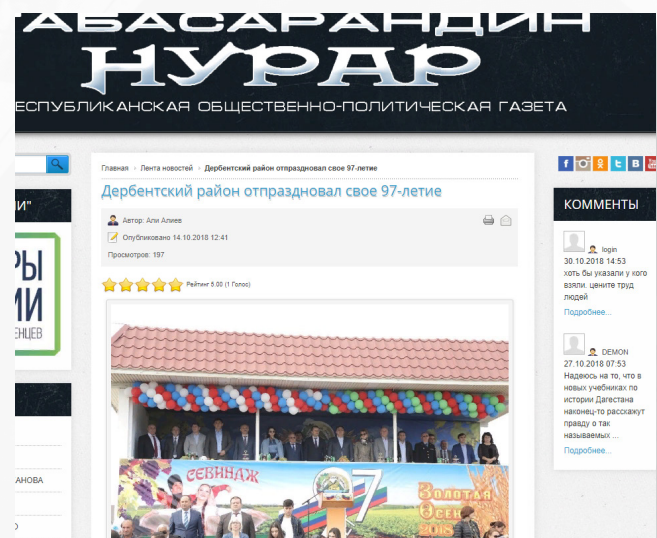 АБАСАРАНДИН
НУРАР
ЕСПУБЛИКАНСКАЯ ОБЩЕСТВЕННО-ПОЛИТИЧЕСКАЯ ГАЗЕТА
Главная Лента новостей Дербентский район отпраздновал свое 97-летие
Дербентский район отпраздновал свое 97-летие
Автор: Али Алиев
Опубликовано 14.10.2018 12:41
Просмотров: 197
Рейтинг 5.00 (1 Голос)
СЕВИНДЖ
97
ЗОЛОТАЯ
ОСЕНЬ
2018
И"
РЫ
ИИ
ЕНЦЕВ
АНОВА
О
КОММЕНТЫ
login
30.10.2018 14:53
хоть бы указали у кого
взяли. цените труд
людей
Подробнее...
DEMON
27.10.2018 07:53
Надеюсь на то, что в
новых учебниках по
истории Дагестана
наконец-то расскажут
правду о так
называемых ...
Подробнее...